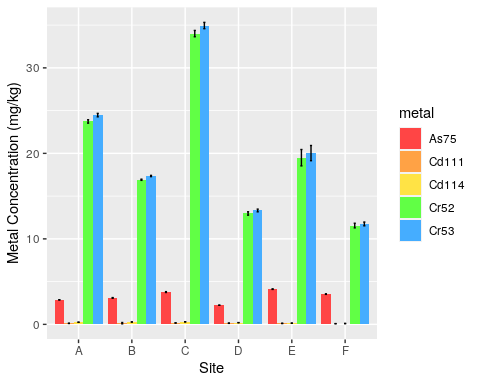 Metal Concentration (mg/kg)
30
20
10
0
A B C D E F
Site
metal
As75
Cd111
Cd114
Cr52
Cr53